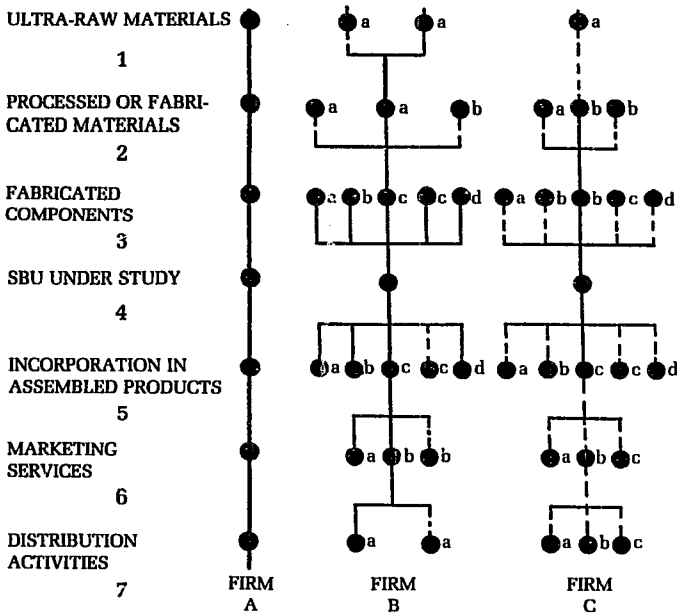 ULTRA-RAW MATERIALS
a a a
1
PROCESSED OR FABRI-
CATED MATERIALS
a a b a b b
2
FABRICATED
COMPONENTS
a b c c d a b b c d
3
SBU UNDER STUDY
4
INCORPORATION IN
ASSEMBLED PRODUCTS
a b c c d a b c c d
5
MARKETING
SERVICES
a b b a b c
6
DISTRIBUTION
ACTIVITIES
a a a b c
7
FIRM FIRM FIRM
A B C